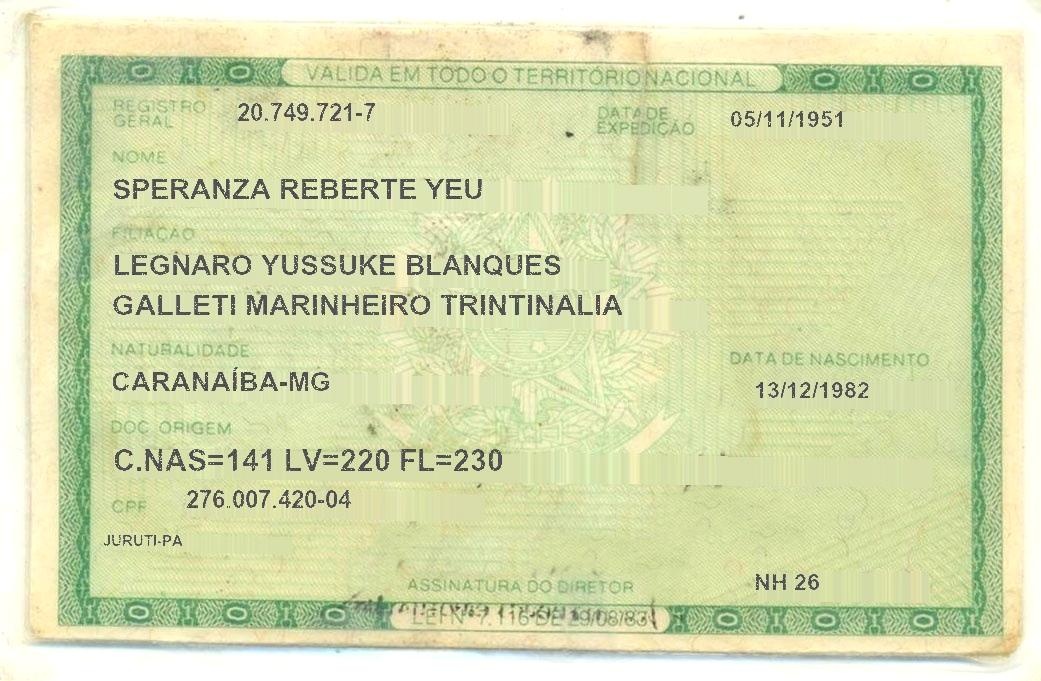 VÁLIDA EM TODO O TERRITÓRIO NACIONAL
REGISTRO GERAL 20.749.721-7 DATA DE EXPEDIÇÃO 05/11/1951
NOME
SPERANZA REBERTE YEU
FILIAÇÃO
LEGNARO YUSSUKE BLANQUES
GALLETI MARINHEIRO TRINTINALIA
NATURALIDADE DATA DE NASCIMENTO
CARANAÍBA-MG 13/12/1982
DOC ORIGEM
C.NAS=141 LV=220 FL=230
CPF 276.007.420-04
JURUTI-PA
ASSINATURA DO DIRETOR NH 26
LEI Nº 7.116 DE 29/08/83